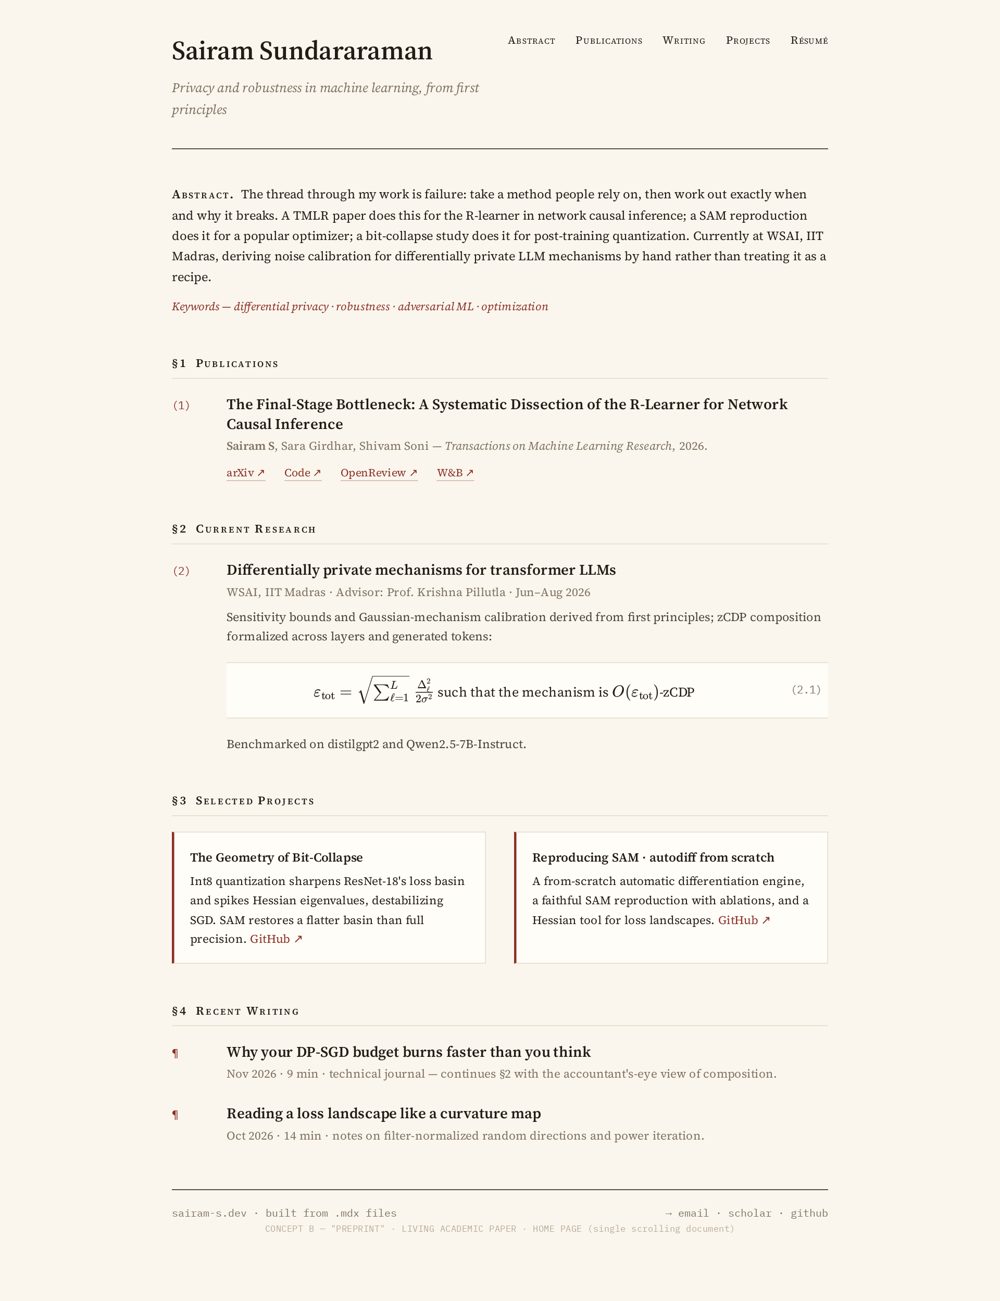 Sairam Sundararaman
Abstract Publications Writing Projects Résumé
Privacy and robustness in machine learning, from first
principles
Abstract. The thread through my work is failure: take a method people rely on, then work out exactly when
and why it breaks. A TMLR paper does this for the R-learner in network causal inference; a SAM reproduction
does it for a popular optimizer; a bit-collapse study does it for post-training quantization. Currently at WSAI, IIT
Madras, deriving noise calibration for differentially private LLM mechanisms by hand rather than treating it as a
recipe.
Keywords — differential privacy · robustness · adversarial ML · optimization
§1 Publications
(1)
The Final-Stage Bottleneck: A Systematic Dissection of the R-Learner for Network
Causal Inference
Sairam S, Sara Girdhar, Shivam Soni — Transactions on Machine Learning Research, 2026.
arXiv ↗ Code ↗ OpenReview ↗ W&B ↗
§2 Current Research
(2)
Differentially private mechanisms for transformer LLMs
WSAI, IIT Madras · Advisor: Prof. Krishna Pillutla · Jun–Aug 2026
Sensitivity bounds and Gaussian-mechanism calibration derived from first principles; zCDP composition
formalized across layers and generated tokens:
ε_tot = √(∑_{ℓ=1}^{L}) Δ_ℓ^2/2σ^2 such that the mechanism is O(ε_tot)-zCDP (2.1)
Benchmarked on distilgpt2 and Qwen2.5-7B-Instruct.
§3 Selected Projects
The Geometry of Bit-Collapse
Int8 quantization sharpens ResNet-18's loss basin
and spikes Hessian eigenvalues, destabilizing
SGD. SAM restores a flatter basin than full
precision. GitHub ↗
Reproducing SAM · autodiff from scratch
A from-scratch automatic differentiation engine,
a faithful SAM reproduction with ablations, and a
Hessian tool for loss landscapes. GitHub ↗
§4 Recent Writing
¶ Why your DP-SGD budget burns faster than you think
Nov 2026 · 9 min · technical journal — continues §2 with the accountant's-eye view of composition.
¶ Reading a loss landscape like a curvature map
Oct 2026 · 14 min · notes on filter-normalized random directions and power iteration.
sairam-s.dev · built from .mdx files
→ email · scholar · github
CONCEPT B — "PREPRINT" · LIVING ACADEMIC PAPER · HOME PAGE (single scrolling document)